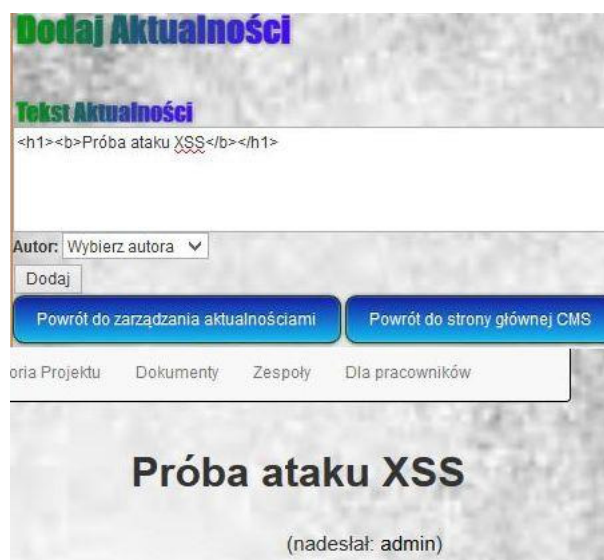 Dodaj Aktualności
Tekst Aktualności
<h1><b>Próba ataku XSS</b></h1>
Autor: Wybierz autora
Dodaj
Powrót do zarządzania aktualnościami Powrót do strony głównej CMS
oria Projektu Dokumenty Zespoły Dla pracowników
Próba ataku XSS
(nadesłał: admin)